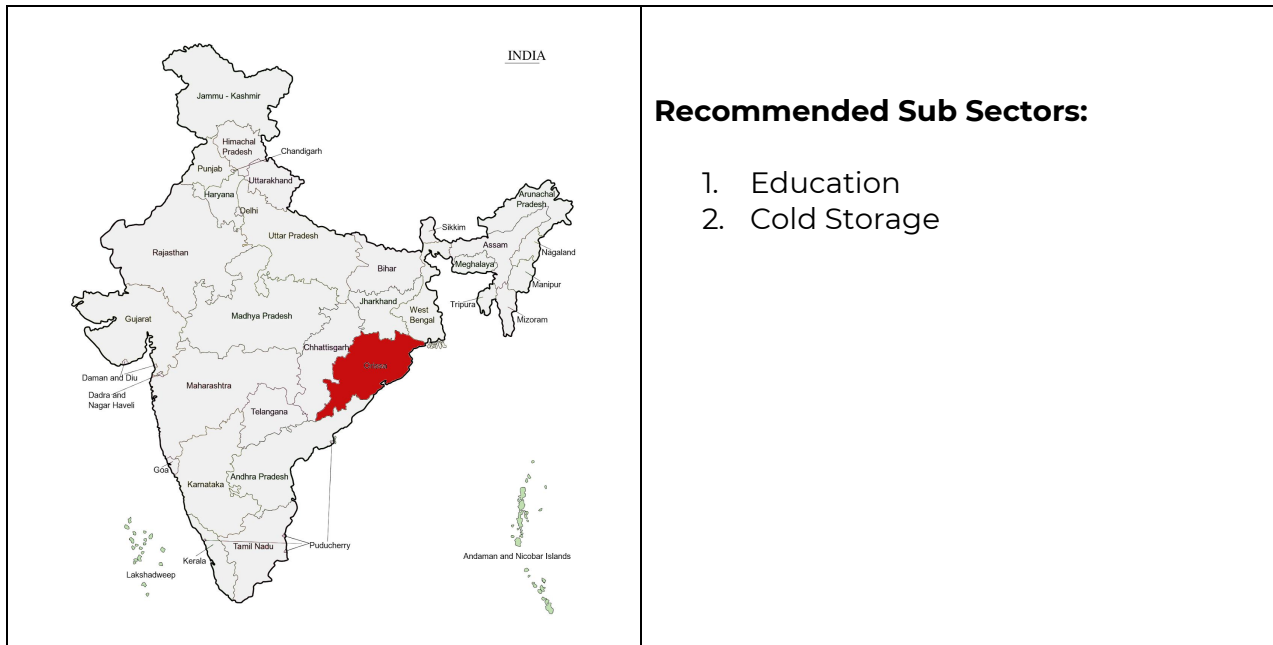 INDIA
Jammu - Kashmir
Himachal
Pradesh
Chandigarh
Punjab
Uttarakhand
Haryana
Delhi
Arunachal
Pradesh
Sikkim
Uttar Pradesh
Assam
Rajasthan
Nagaland
Meghalaya
Bihar
Manipur
Jharkhand
Tripura
West
Bengal
Gujarat
Madhya Pradesh
Mizoram
Chhattisgarh
Daman and Diu
Maharashtra
Dadra and
Nagar Haveli
Telangana
Goa
Andhra Pradesh
Karnataka
Tamil Nadu
Puducherry
Kerala
Lakshadweep
Andaman and Nicobar Islands
Recommended Sub Sectors:
1. Education
2. Cold Storage